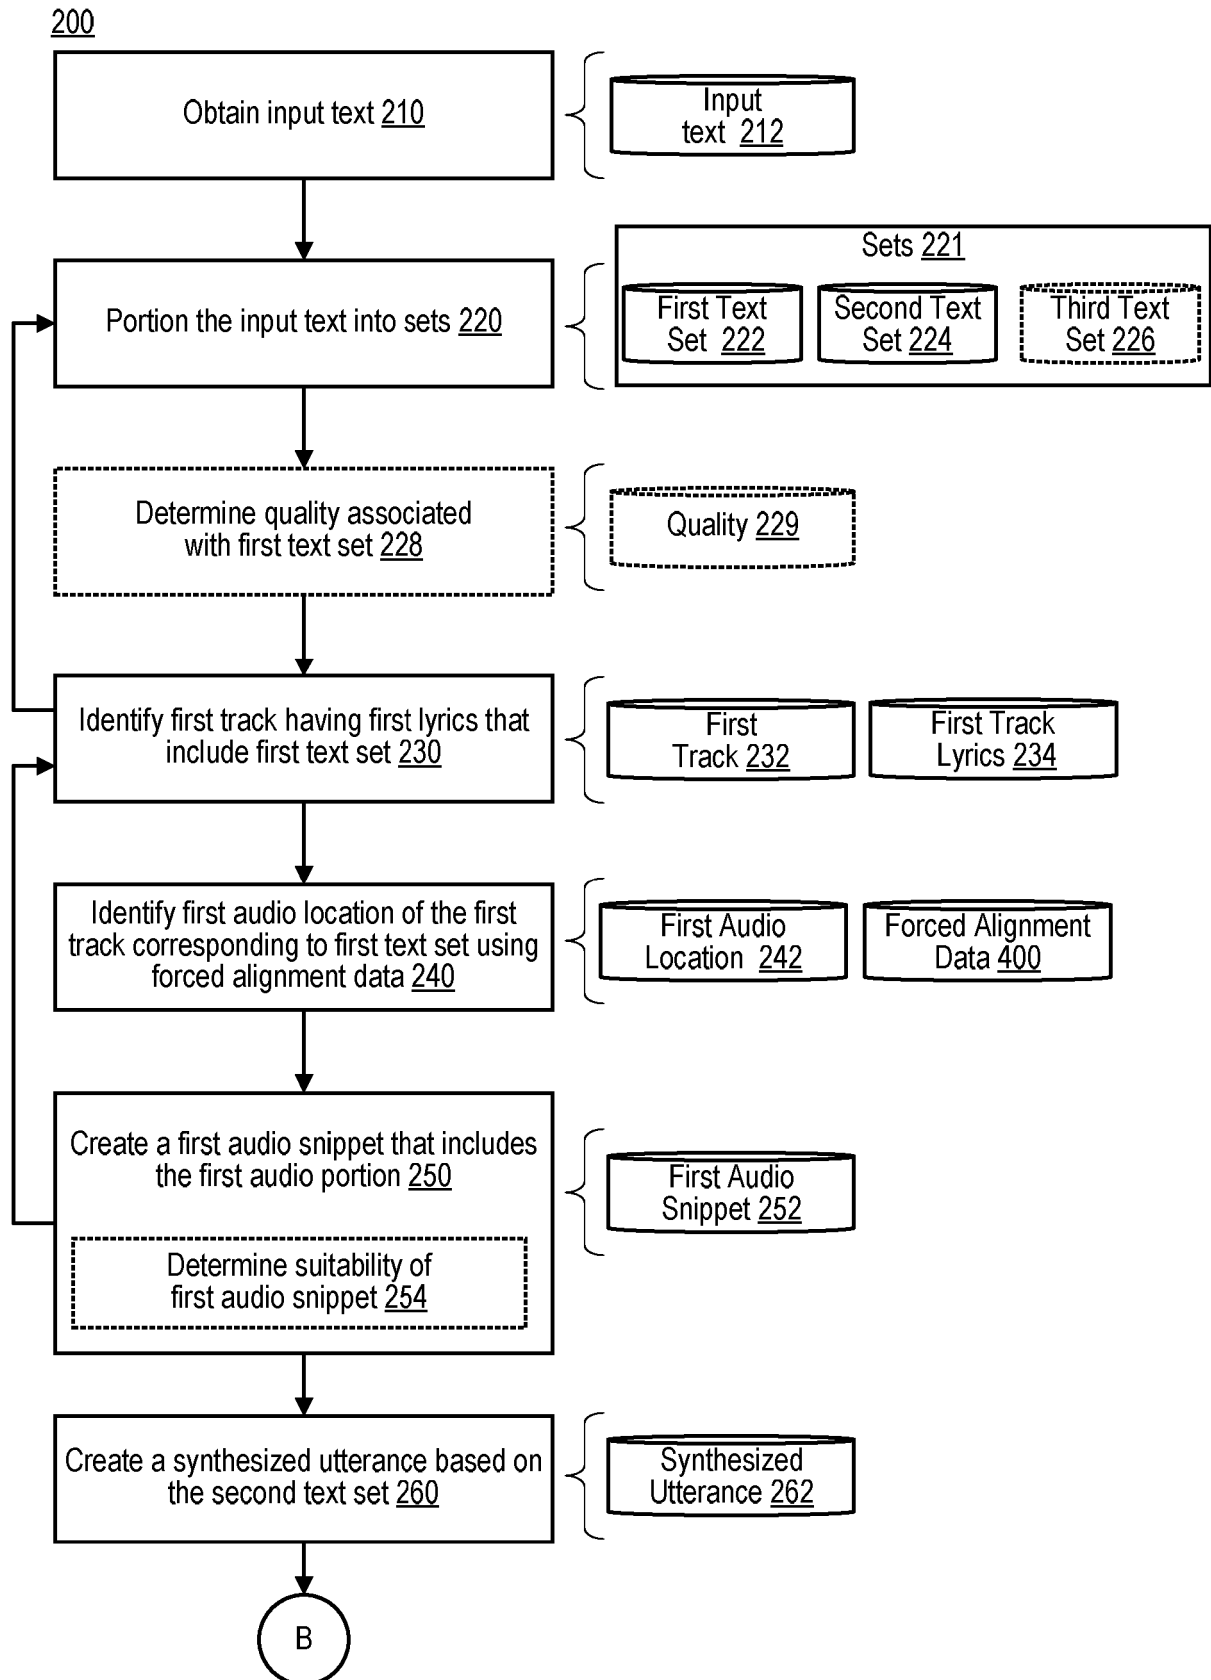 200
Obtain input text 210
Input
text 212
Portion the input text into sets 220
Sets 221
First Text
Set 222
Second Text
Set 224
Third Text
Set 226
Determine quality associated
with first text set 228
Quality 229
Identify first track having first lyrics that
include first text set 230
First
Track 232
First Track
Lyrics 234
Identify first audio location of the first
track corresponding to first text set using
forced alignment data 240
First Audio
Location 242
Forced Alignment
Data 400
Create a first audio snippet that includes
the first audio portion 250
First Audio
Snippet 252
Determine suitability of
first audio snippet 254
Create a synthesized utterance based on
the second text set 260
Synthesized
Utterance 262
B